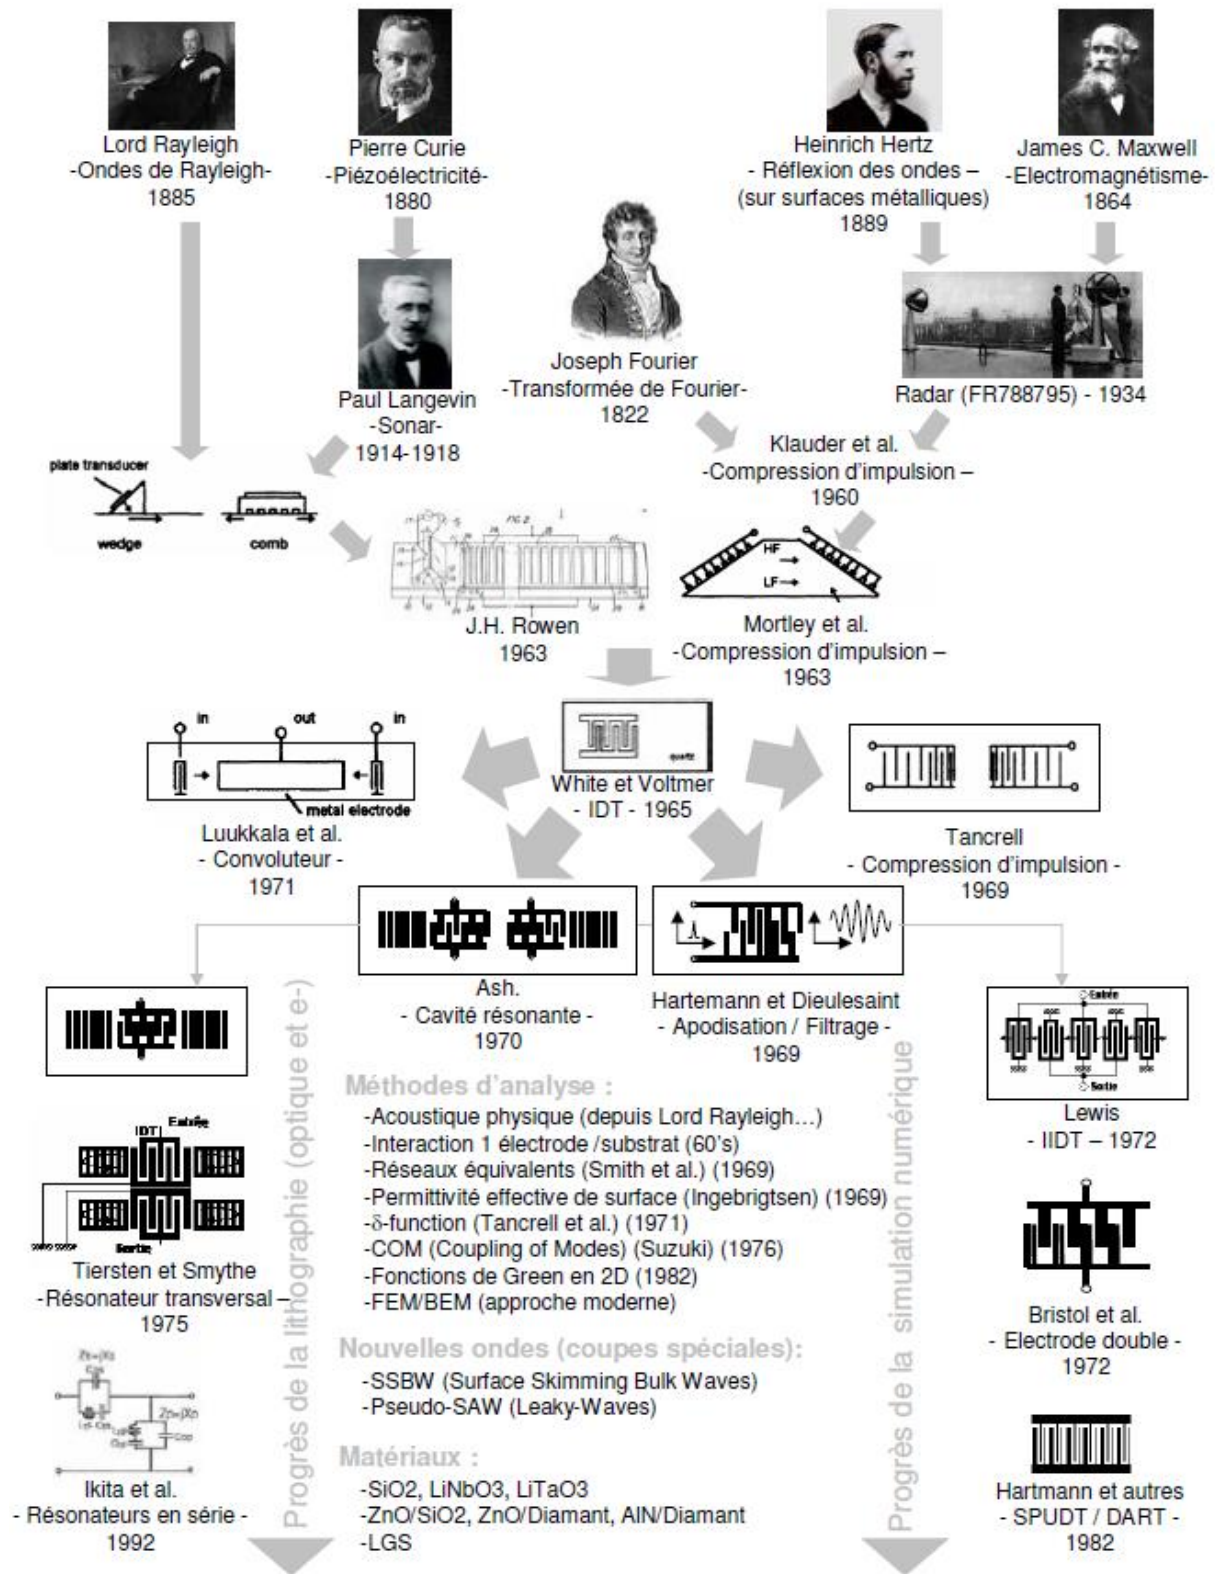 Lord Rayleigh
-Ondes de Rayleigh-
1885
Pierre Curie
-Piézoélectricité-
1880
Heinrich Hertz
- Réflexion des ondes –
(sur surfaces métalliques)
1889
James C. Maxwell
-Electromagnétisme-
1864
Paul Langevin
-Sonar-
1914-1918
Joseph Fourier
-Transformée de Fourier-
1822
Radar (FR788795) - 1934
Klauder et al.
-Compression d'impulsion –
1960
plate transducer
wedge
comb
FIG. 2
J.H. Rowen
1963
HF
LF
Mortley et al.
-Compression d'impulsion –
1963
quartz
White et Voltmer
- IDT - 1965
in
out
in
metal electrode
Luukkala et al.
- Convoluteur -
1971
Tancrell
- Compression d'impulsion -
1969
Ash.
- Cavité résonante -
1970
Hartemann et Dieulesaint
- Apodisation / Filtrage -
1969
Entrée
Sortie
Lewis
- IIDT – 1972
IDT
Entrée
Sortie
Tiersten et Smythe
-Résonateur transversal –
1975
Progrès de la lithographie (optique et e-)
Méthodes d'analyse :
-Acoustique physique (depuis Lord Rayleigh…)
-Interaction 1 électrode /substrat (60's)
-Réseaux équivalents (Smith et al.) (1969)
-Permittivité effective de surface (Ingebrigtsen) (1969)
-δ-function (Tancrell et al.) (1971)
-COM (Coupling of Modes) (Suzuki) (1976)
-Fonctions de Green en 2D (1982)
-FEM/BEM (approche moderne)
Nouvelles ondes (coupes spéciales):
-SSBW (Surface Skimming Bulk Waves)
-Pseudo-SAW (Leaky-Waves)
Matériaux :
-SiO2, LiNbO3, LiTaO3
-ZnO/SiO2, ZnO/Diamant, AlN/Diamant
-LGS
Progrès de la simulation numérique
Bristol et al.
- Electrode double -
1972
Ikita et al.
- Résonateurs en série -
1992
Hartmann et autres
- SPUDT / DART -
1982